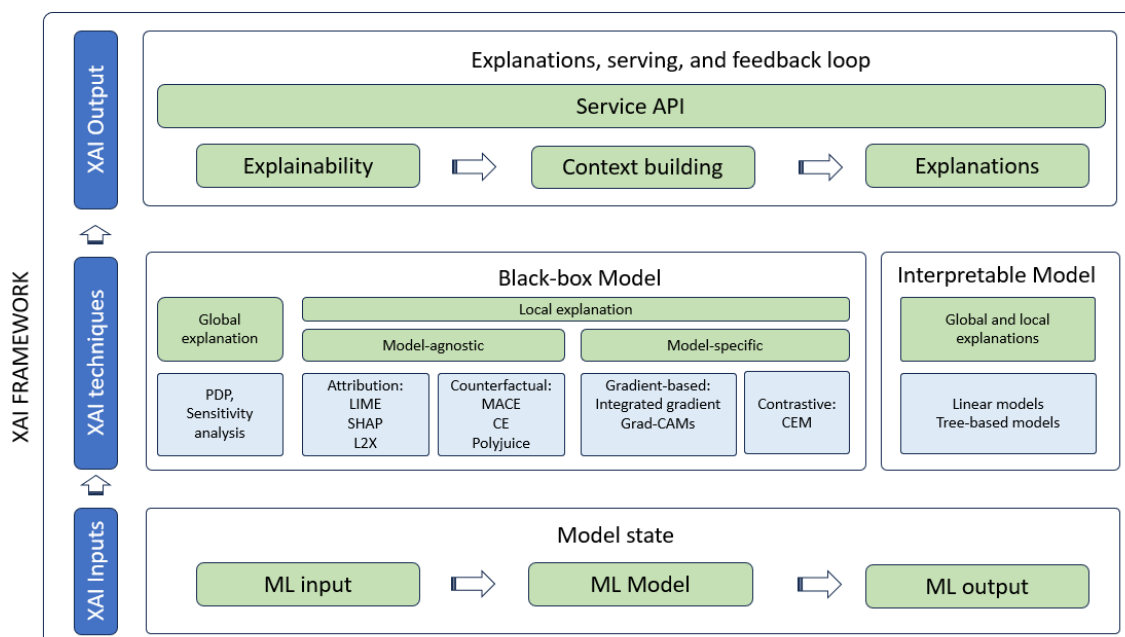 XAI FRAMEWORK
XAI Output
Explanations, serving, and feedback loop
Service API
Explainability
Context building
Explanations
XAI techniques
Black-box Model
Global
explanation
Local explanation
Model-agnostic
Model-specific
PDP,
Sensitivity
analysis
Attribution:
LIME
SHAP
L2X
Counterfactual:
MACE
CE
Polyjuice
Gradient-based:
Integrated gradient
Grad-CAMs
Contrastive:
CEM
Interpretable Model
Global and local
explanations
Linear models
Tree-based models
XAI Inputs
Model state
ML input
ML Model
ML output